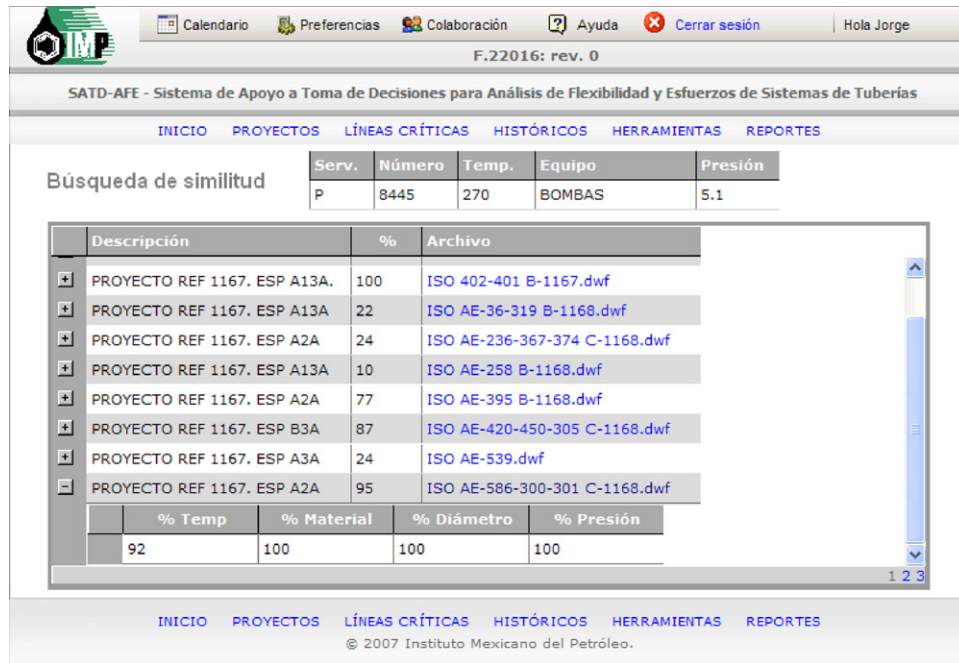 Calendario Preferencias Colaboración Ayuda Cerrar sesión Hola Jorge
IMP
F.22016: rev. 0
SATD-AFE - Sistema de Apoyo a Toma de Decisiones para Análisis de Flexibilidad y Esfuerzos de Sistemas de Tuberías
INICIO PROYECTOS LÍNEAS CRÍTICAS HISTÓRICOS HERRAMIENTAS REPORTES
Búsqueda de similitud
Serv. Número Temp. Equipo Presión
P 8445 270 BOMBAS 5.1
Descripción % Archivo
PROYECTO REF 1167. ESP A13A. 100 ISO 402-401 B-1167.dwf
PROYECTO REF 1167. ESP A13A 22 ISO AE-36-319 B-1168.dwf
PROYECTO REF 1167. ESP A2A 24 ISO AE-236-367-374 C-1168.dwf
PROYECTO REF 1167. ESP A13A 10 ISO AE-258 B-1168.dwf
PROYECTO REF 1167. ESP A2A 77 ISO AE-395 B-1168.dwf
PROYECTO REF 1167. ESP B3A 87 ISO AE-420-450-305 C-1168.dwf
PROYECTO REF 1167. ESP A3A 24 ISO AE-539.dwf
PROYECTO REF 1167. ESP A2A 95 ISO AE-586-300-301 C-1168.dwf
% Temp % Material % Diámetro % Presión
92 100 100 100
1 2 3
INICIO PROYECTOS LÍNEAS CRÍTICAS HISTÓRICOS HERRAMIENTAS REPORTES
© 2007 Instituto Mexicano del Petróleo.